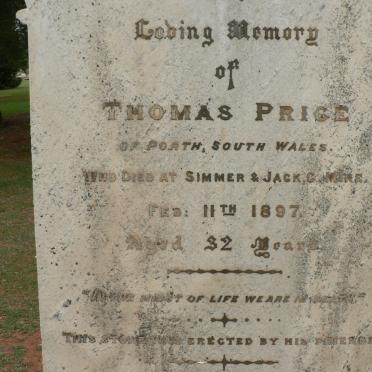 Loving Memory
of
THOMAS PRICE
OF PORTH, SOUTH WALES.
WHO DIED AT SIMMER & JACK G. MINE.
FEB: 11TH 1897.
Aged 32 Years
"IN THE MIDST OF LIFE WE ARE IN DEATH"
THIS STONE WAS ERECTED BY HIS